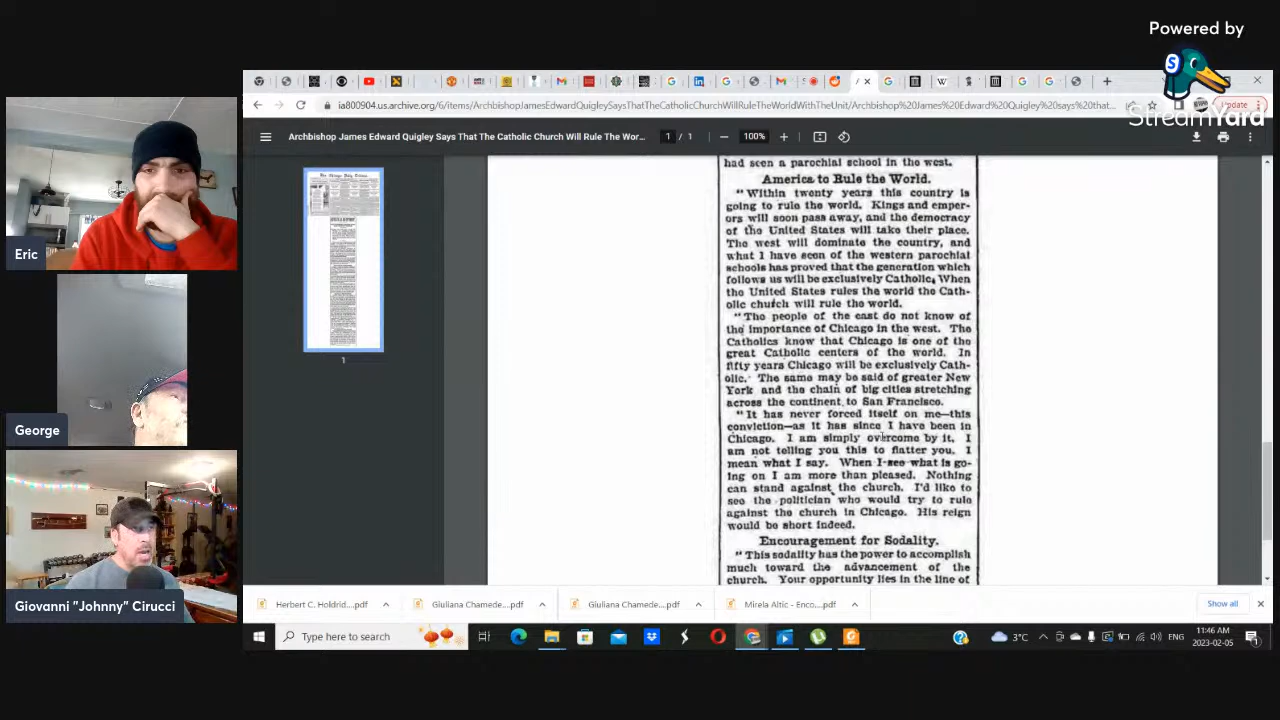 Powered by
StreamYard
Eric
George
Giovanni "Johnny" Cirucci
ia800904.us.archive.org/6/items/ArchbishopJamesEdwardQuigleySaysThatTheCatholicChurchWillRuleTheWorldWithTheUnit/Archbishop%20James%20Edward%20Quigley%20says%20that...
Update
Archbishop James Edward Quigley Says That The Catholic Church Will Rule The Wor...
1 / 1
100%
1
had seen a parochial school in the west.
America to Rule the World.
"Within twenty years this country is
going to rule the world. Kings and emper-
ors will soon pass away, and the democracy
of the United States will take their place.
The west will dominate the country, and
what I have seen of the western parochial
schools has proved that the generation which
follows us will be exclusively Catholic. When
the United States rules the world the Cath-
olic church will rule the world.
"The people of the east do not know of
the importance of Chicago in the west. The
Catholics know that Chicago is one of the
great Catholic centers of the world. In
fifty years Chicago will be exclusively Cath-
olic. The same may be said of greater New
York and the chain of big cities stretching
across the continent to San Francisco.
"It has never forced itself on me—this
conviction—as it has since I have been in
Chicago. I am simply overcome by it. I
am not telling you this to flatter you. I
mean what I say. When I see what is go-
ing on I am more than pleased. Nothing
can stand against the church. I'd like to
see the politician who would try to rule
against the church in Chicago. His reign
would be short indeed.
Encouragement for Sodality.
"This sodality has the power to accomplish
much toward the advancement of the
church. Your opportunity lies in the line of
Herbert C. Holdrid....pdf
Giuliana Chamede....pdf
Giuliana Chamede....pdf
Mirela Altic - Enco....pdf
Show all
Type here to search
3°C
ENG
11:46 AM
2023-02-05